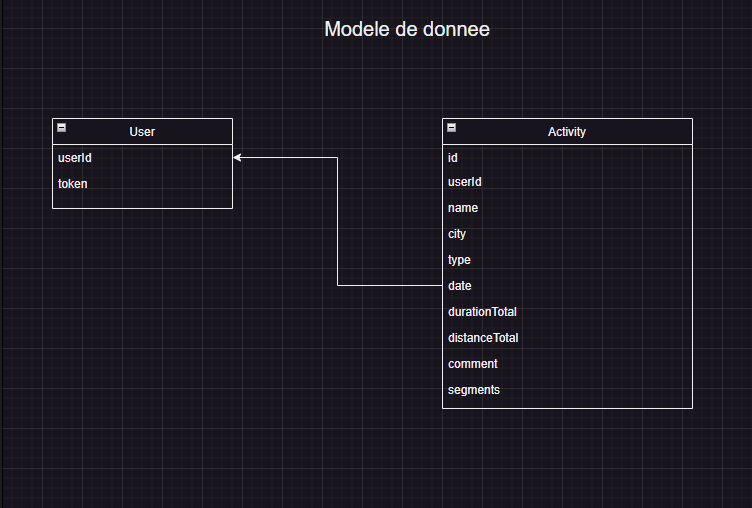 Modele de donnee
User
userId
token
Activity
id
userId
name
city
type
date
durationTotal
distanceTotal
comment
segments